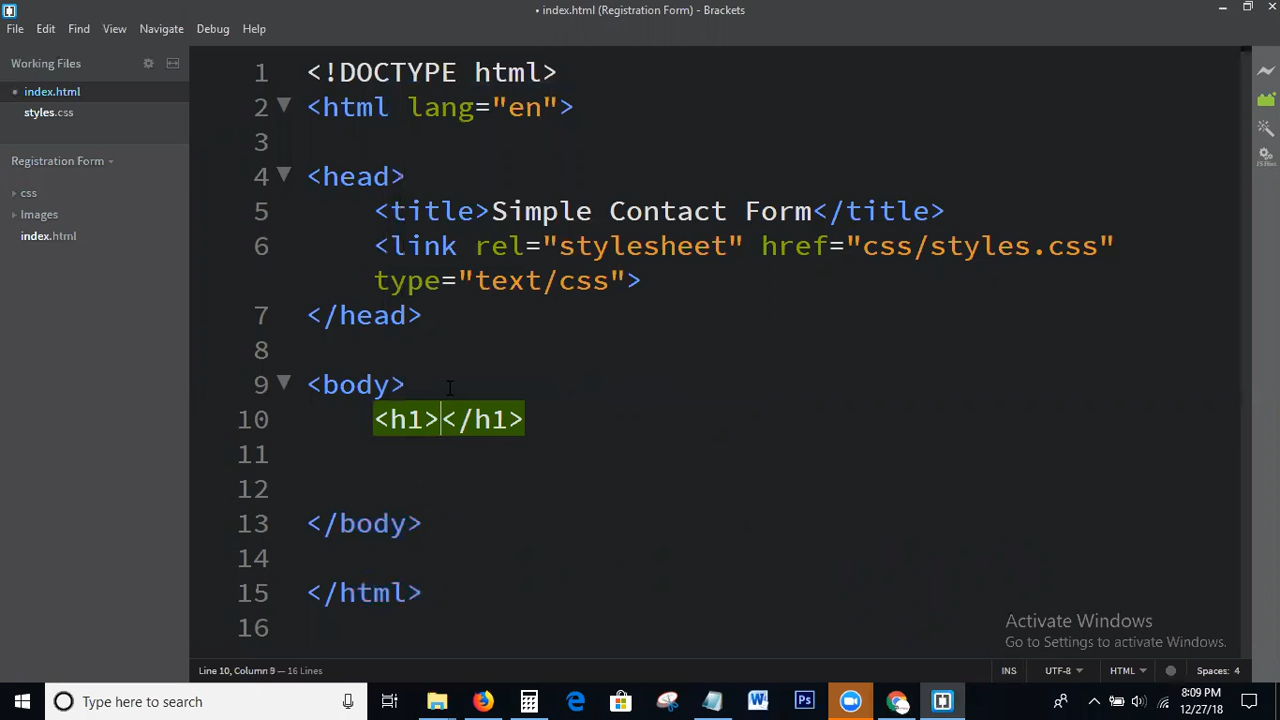 • index.html (Registration Form) - Brackets
File Edit Find View Navigate Debug Help
Working Files
• index.html
styles.css
Registration Form
css
Images
index.html
1 <!DOCTYPE html>
2 <html lang="en">
3
4 <head>
5 <title>Simple Contact Form</title>
6 <link rel="stylesheet" href="css/styles.css"
type="text/css">
7 </head>
8
9 <body>
10 <h1></h1>
11
12
13 </body>
14
15 </html>
16
Activate Windows
Go to Settings to activate Windows.
Line 10, Column 9 — 16 Lines
INS UTF-8 HTML Spaces: 4
Type here to search
8:09 PM
12/27/18